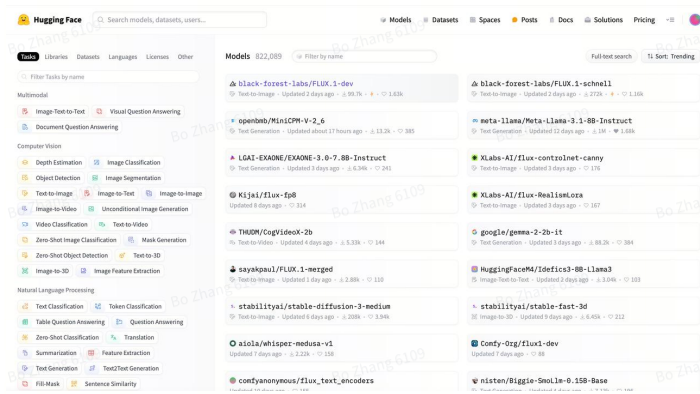 Hugging Face
Search models, datasets, users...
Models
Datasets
Spaces
Posts
Docs
Solutions
Pricing
Tasks
Libraries
Datasets
Languages
Licenses
Other
Filter Tasks by name
Multimodal
Image-Text-to-Text
Visual Question Answering
Document Question Answering
Computer Vision
Depth Estimation
Image Classification
Object Detection
Image Segmentation
Text-to-Image
Image-to-Text
Image-to-Image
Image-to-Video
Unconditional Image Generation
Video Classification
Text-to-Video
Zero-Shot Image Classification
Mask Generation
Zero-Shot Object Detection
Text-to-3D
Image-to-3D
Image Feature Extraction
Natural Language Processing
Text Classification
Token Classification
Table Question Answering
Question Answering
Zero-Shot Classification
Translation
Summarization
Feature Extraction
Text Generation
Text2Text Generation
Fill-Mask
Sentence Similarity
Models 822,089
Filter by name
Full-text search
Sort: Trending
black-forest-labs/FLUX.1-dev
Text-to-Image • Updated 2 days ago • 99.7k • 1.63k
black-forest-labs/FLUX.1-schnell
Text-to-Image • Updated 2 days ago • 272k • 1.16k
openbmb/MiniCPM-V-2_6
Text Generation • Updated about 17 hours ago • 13.2k • 385
meta-llama/Meta-Llama-3.1-8B-Instruct
Text Generation • Updated 12 days ago • 1M • 1.68k
LGAI-EXAONE/EXAONE-3.0-7.8B-Instruct
Text Generation • Updated 3 days ago • 6.34k • 241
XLabs-AI/flux-controlnet-canny
Text-to-Image • Updated 3 days ago • 176
Kijai/flux-fp8
Updated 8 days ago • 314
XLabs-AI/flux-RealismLora
Text-to-Image • Updated 3 days ago • 167
THUDM/CogVideoX-2b
Text-to-Video • Updated 4 days ago • 5.33k • 144
google/gemma-2-2b-it
Text Generation • Updated 3 days ago • 88.2k • 384
sayakpaul/FLUX.1-merged
Text-to-Image • Updated 1 day ago • 2.88k • 110
HuggingFaceM4/Idefics3-8B-Llama3
Image-Text-to-Text • Updated 2 days ago • 3.04k • 103
stabilityai/stable-diffusion-3-medium
Text-to-Image • Updated 6 days ago • 208k • 3.94k
stabilityai/stable-fast-3d
Image-to-3D • Updated 9 days ago • 6.45k • 212
aiola/whisper-medusa-v1
Updated 7 days ago • 2.22k • 158
Comfy-Org/flux1-dev
Updated 7 days ago • 88
comfyanonymous/flux_text_encoders
nisten/Biggie-SmoLlm-0.15B-Base
Bo Zhang 6109